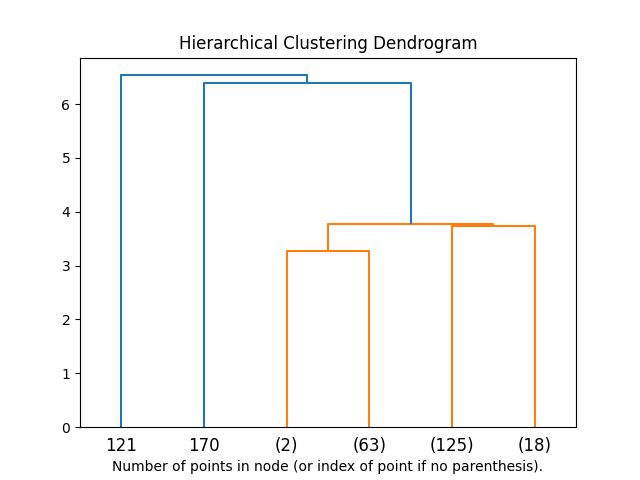 Hierarchical Clustering Dendrogram
6
5
4
3
2
1
0
121 170 (2) (63) (125) (18)
Number of points in node (or index of point if no parenthesis).